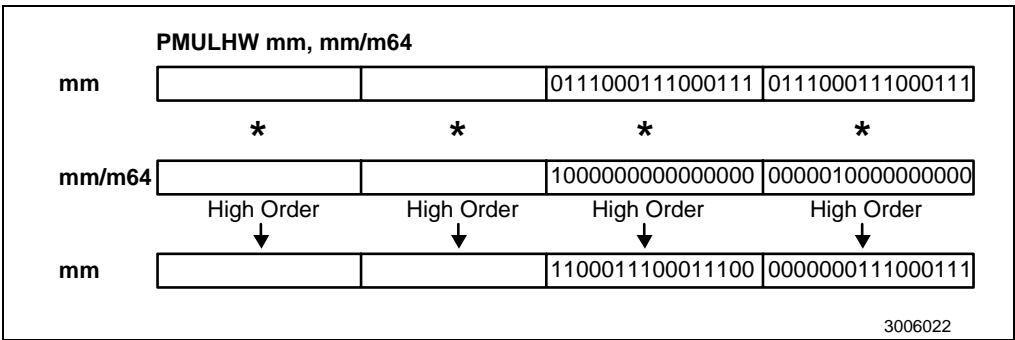 PMULHW mm, mm/m64
mm 0111000111000111 0111000111000111
* * * *
mm/m64 1000000000000000 0000010000000000
High Order High Order High Order High Order
mm 1100011100011100 0000000111000111
3006022